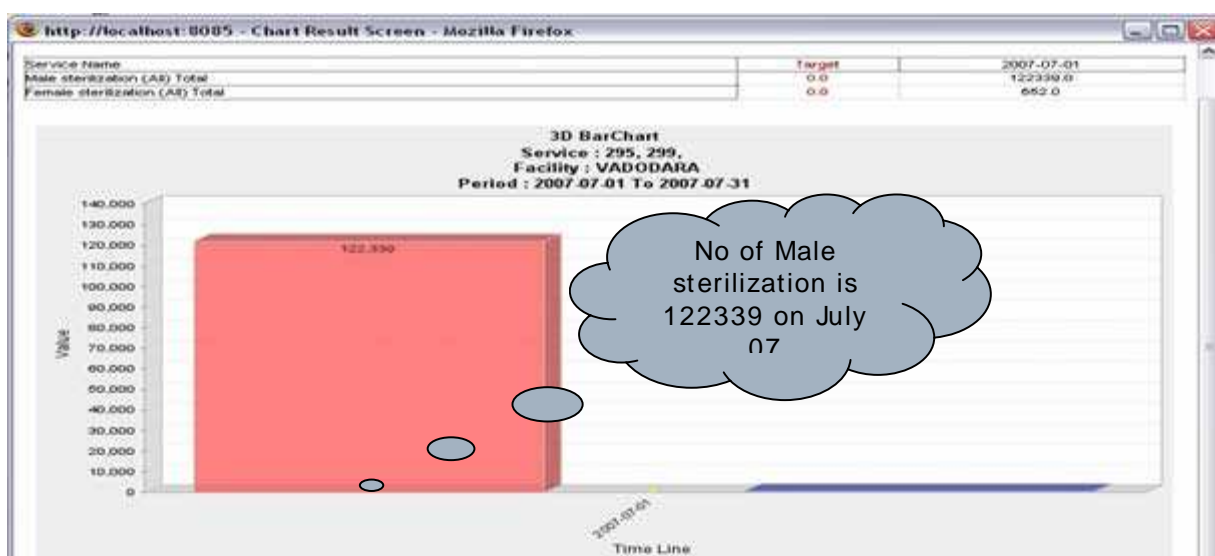 http://localhost:8085 - Chart Result Screen - Mozilla Firefox
Service Name Target 2007-07-01
Male sterilization (All) Total 0.0 122339.0
Female sterilization (All) Total 0.0 652.0
3D BarChart
Service : 295, 299,
Facility : VADODARA
Period : 2007-07-01 To 2007-07-31
140,000
130,000
120,000
110,000
100,000
90,000
80,000
70,000
60,000
50,000
40,000
30,000
20,000
10,000
0
Value
122,339
No of Male
sterilization is
122339 on July
07
2007-07-01
Time Line